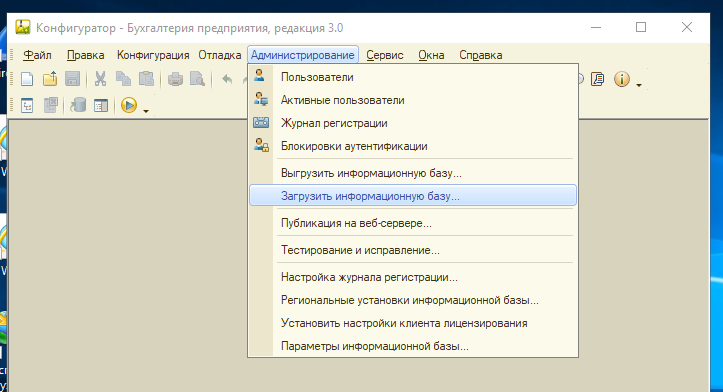 Конфигуратор - Бухгалтерия предприятия, редакция 3.0
Файл Правка Конфигурация Отладка Администрирование Сервис Окна Справка
Пользователи
Активные пользователи
Журнал регистрации
Блокировки аутентификации
Выгрузить информационную базу...
Загрузить информационную базу...
Публикация на веб-сервере...
Тестирование и исправление...
Настройка журнала регистрации...
Региональные установки информационной базы...
Установить настройки клиента лицензирования
Параметры информационной базы...